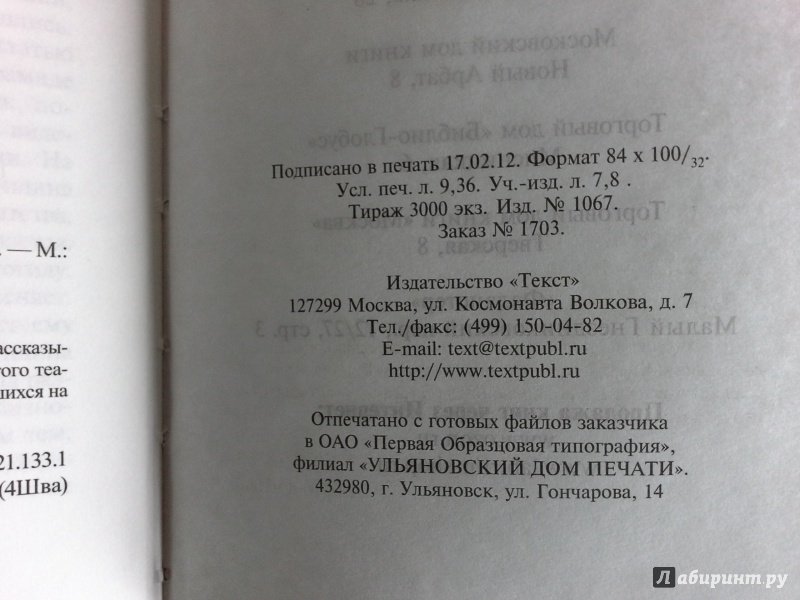 . — М.:
ассказы-
того теа-
шихся на
21.133.1
(4Шва)
Подписано в печать 17.02.12. Формат 84 х 100/32.
Усл. печ. л. 9,36. Уч.-изд. л. 7,8 .
Тираж 3000 экз. Изд. № 1067.
Заказ № 1703.
Издательство «Текст»
127299 Москва, ул. Космонавта Волкова, д. 7
Тел./факс: (499) 150-04-82
E-mail: text@textpubl.ru
http://www.textpubl.ru
Отпечатано с готовых файлов заказчика
в ОАО «Первая Образцовая типография»,
филиал «УЛЬЯНОВСКИЙ ДОМ ПЕЧАТИ».
432980, г. Ульяновск, ул. Гончарова, 14
Лабиринт.ру